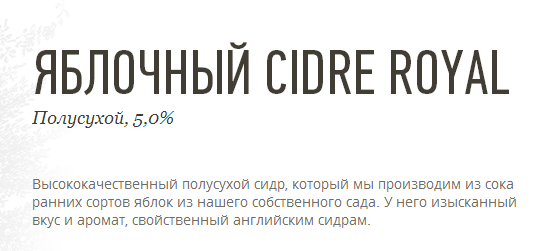 ЯБЛОЧНЫЙ CIDRE ROYAL
Полусухой, 5,0%
Высококачественный полусухой сидр, который мы производим из сока
ранних сортов яблок из нашего собственного сада. У него изысканный
вкус и аромат, свойственный английским сидрам.